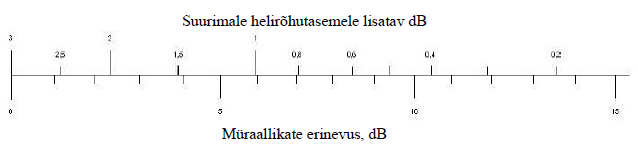 Suurimale helirõhutasemele lisatav dB
3 2,5 2 1,5 1 0,8 0,6 0,4 0,2
0 5 10 15
Müraallikate erinevus, dB